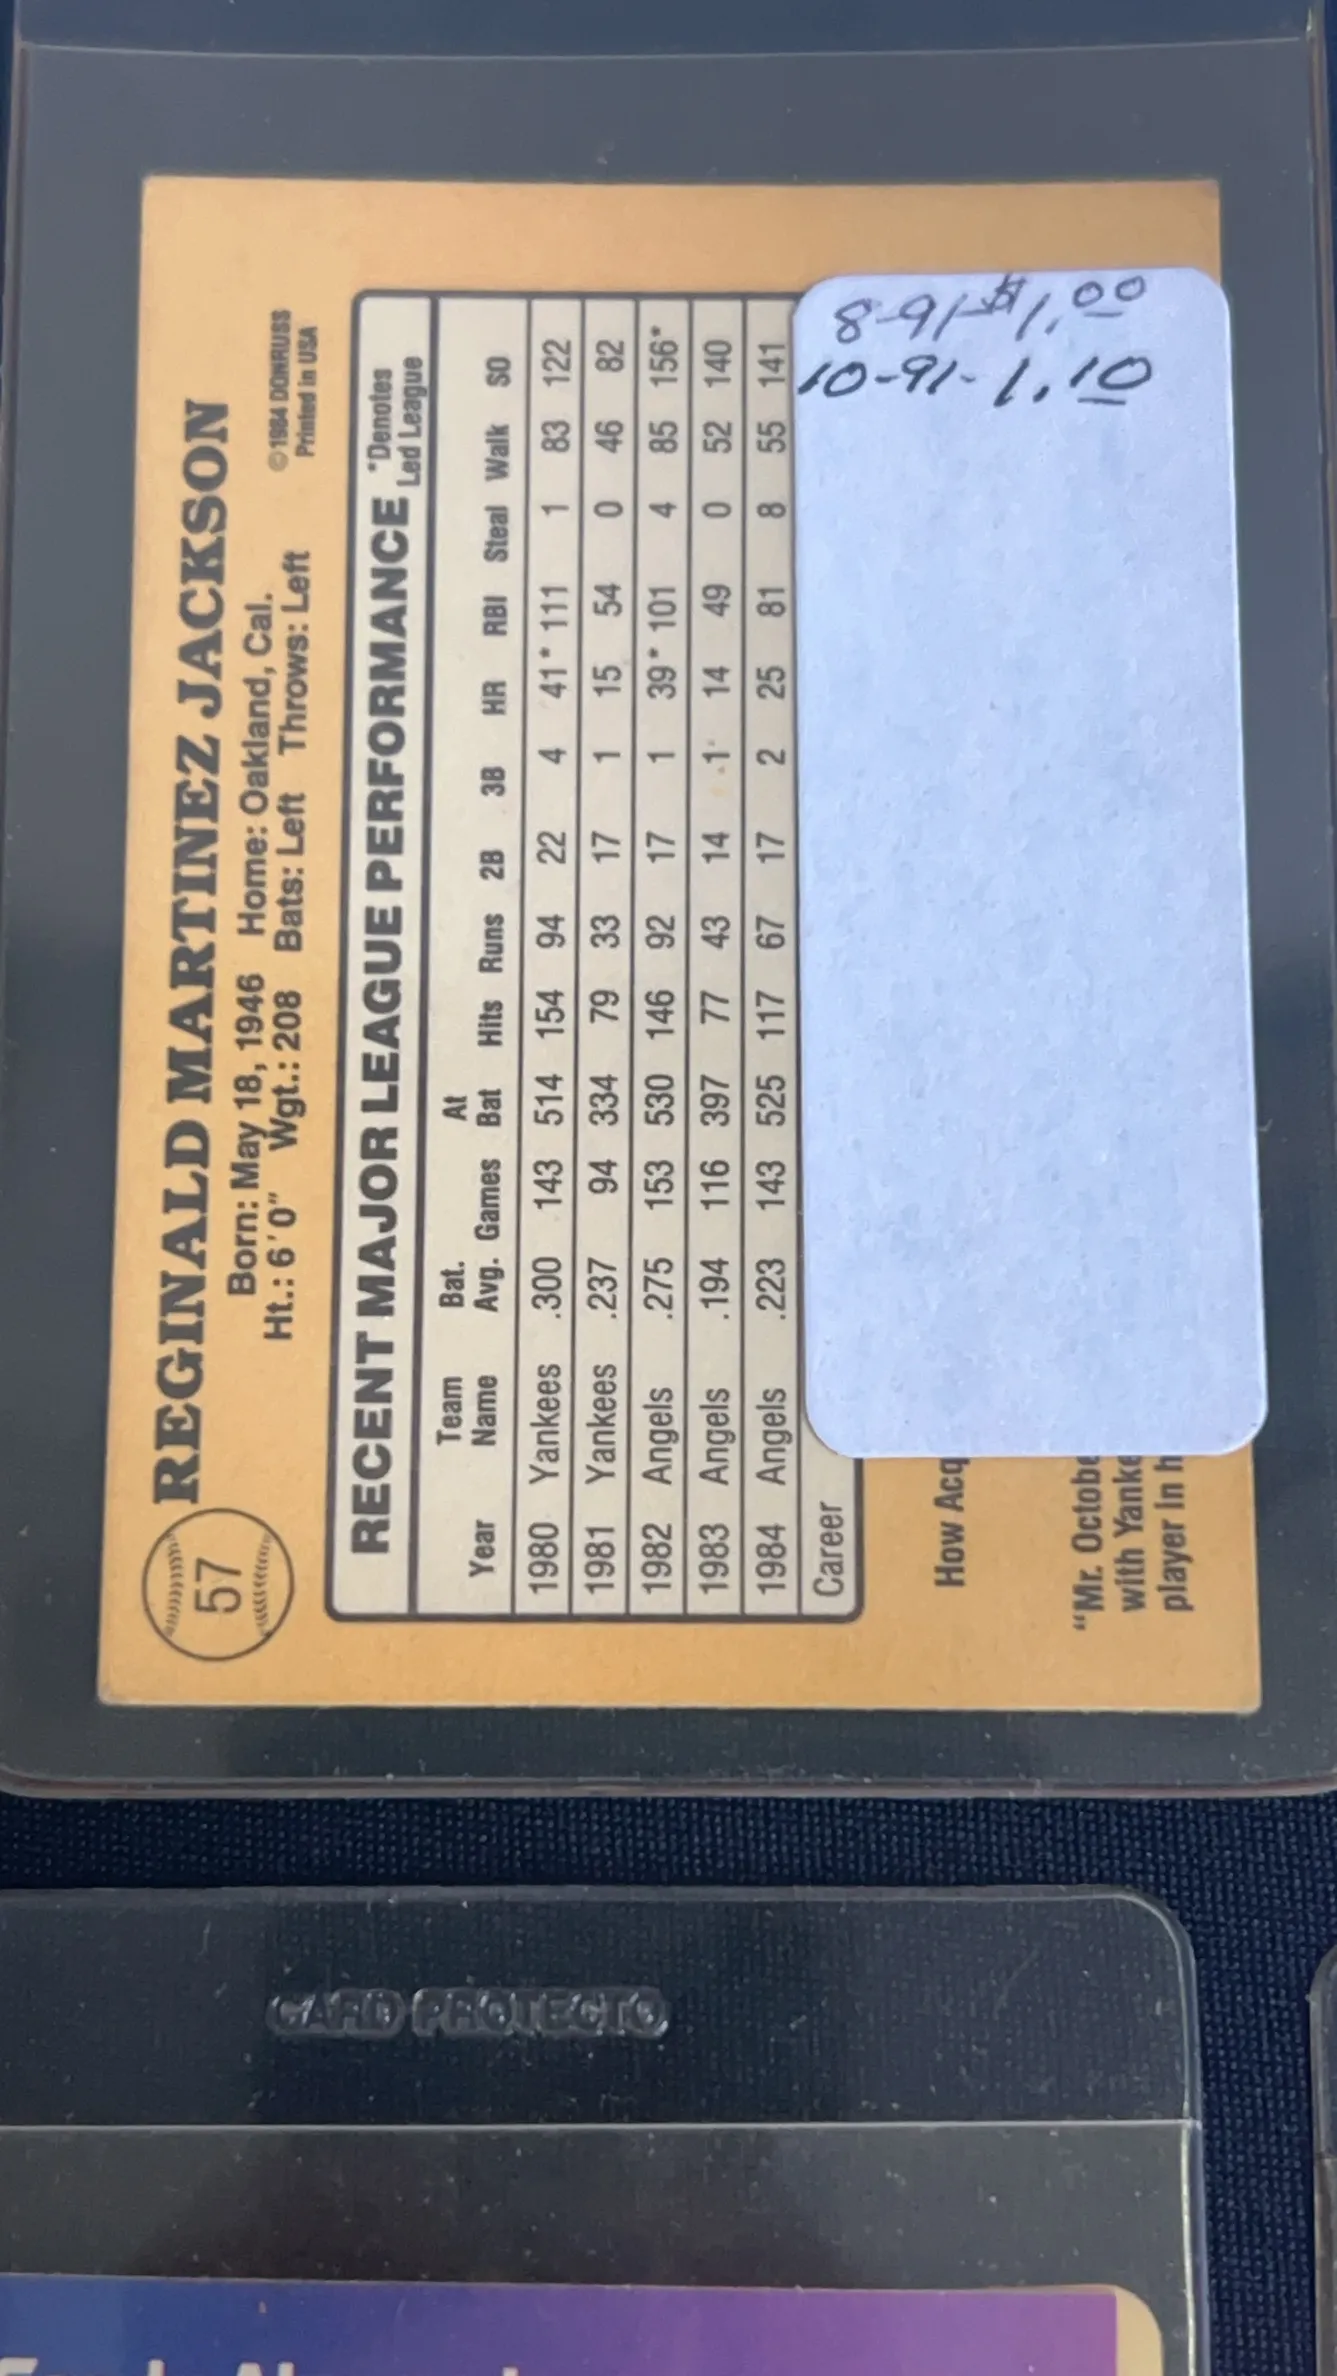 57
REGINALD MARTINEZ JACKSON
Born: May 18, 1946 Home: Oakland, Cal.
Ht.: 6'0" Wgt.: 208 Bats: Left Throws: Left
©1984 DONRUSS
Printed in USA
RECENT MAJOR LEAGUE PERFORMANCE
*Denotes
Led League
Year Team Name Bat. Avg. Games At Bat Hits Runs 2B 3B HR RBI Steal Walk SO
1980 Yankees .300 143 514 154 94 22 4 41* 111 1 83 122
1981 Yankees .237 94 334 79 33 17 1 15 54 0 46 82
1982 Angels .275 153 530 146 92 17 1 39* 101 4 85 156*
1983 Angels .194 116 397 77 43 14 1 14 49 0 52 140
1984 Angels .223 143 525 117 67 17 2 25 81 8 55 141
Career
How Acq
"Mr. Octobe
with Yanke
player in h
8-91-$1.00
10-91-1.10
CARD PROTECTO